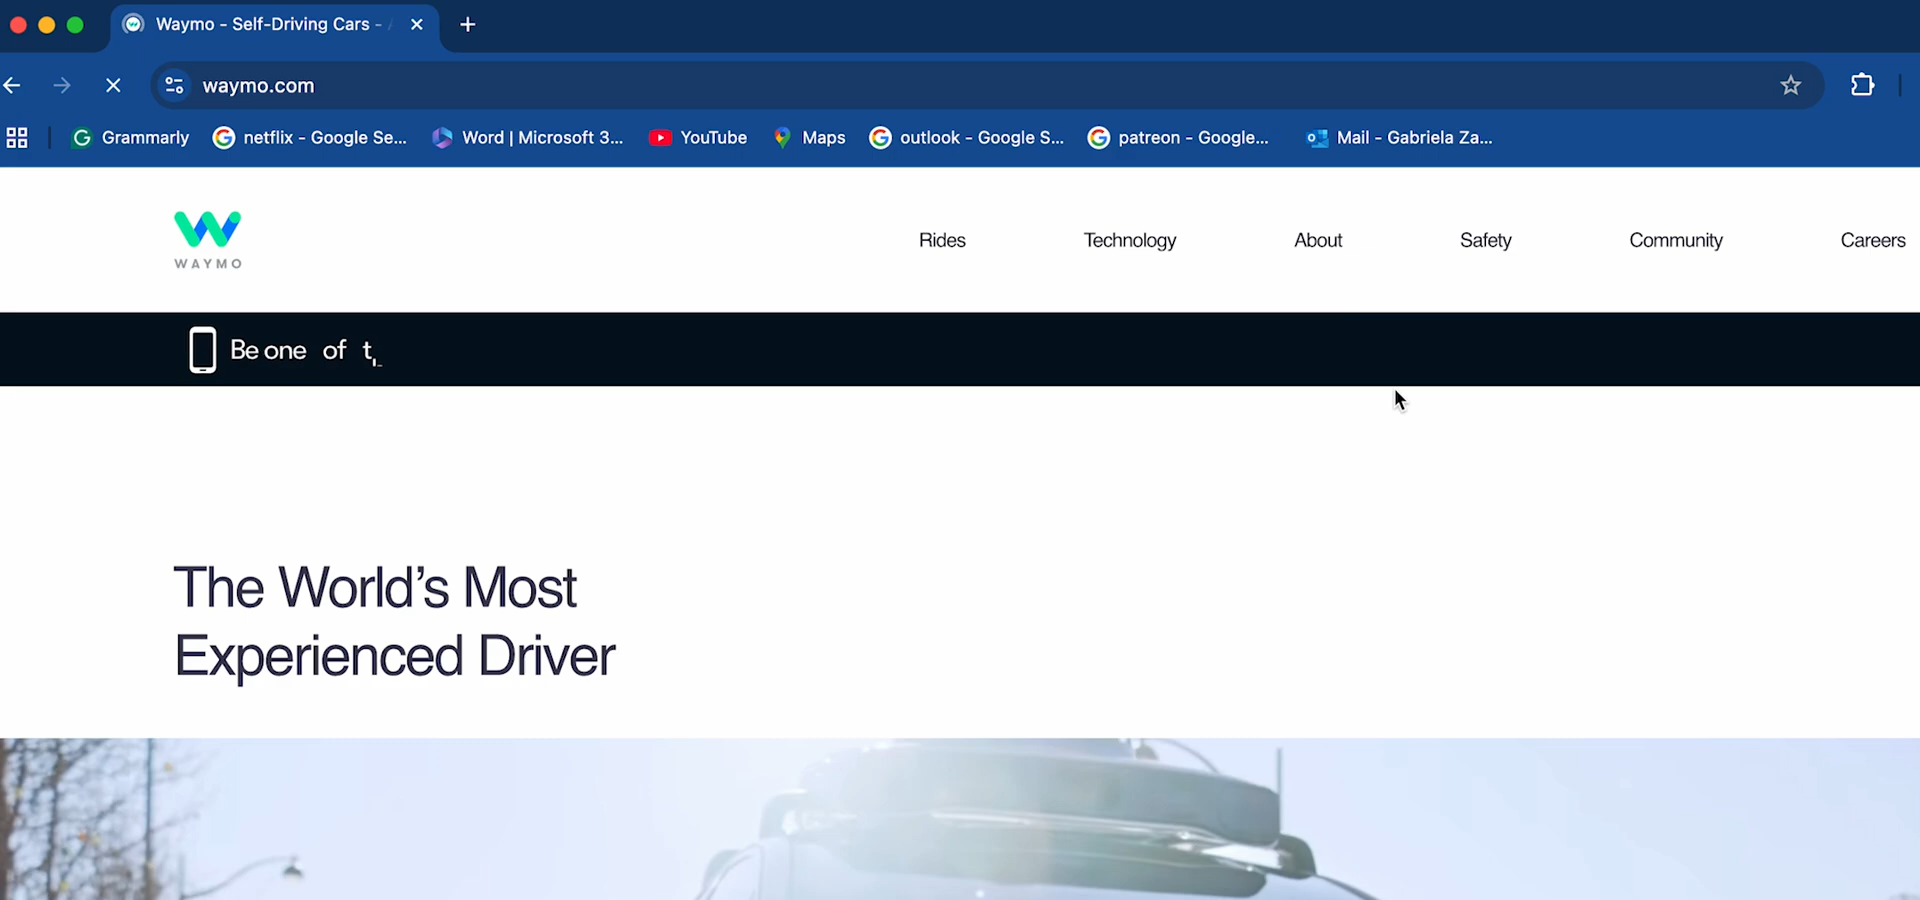 Waymo - Self-Driving Cars -
waymo.com
Grammarly
netflix - Google Se...
Word | Microsoft 3...
YouTube
Maps
outlook - Google S...
patreon - Google...
Mail - Gabriela Za...
WAYMO
Rides
Technology
About
Safety
Community
Careers
Be one of t
The World’s Most
Experienced Driver